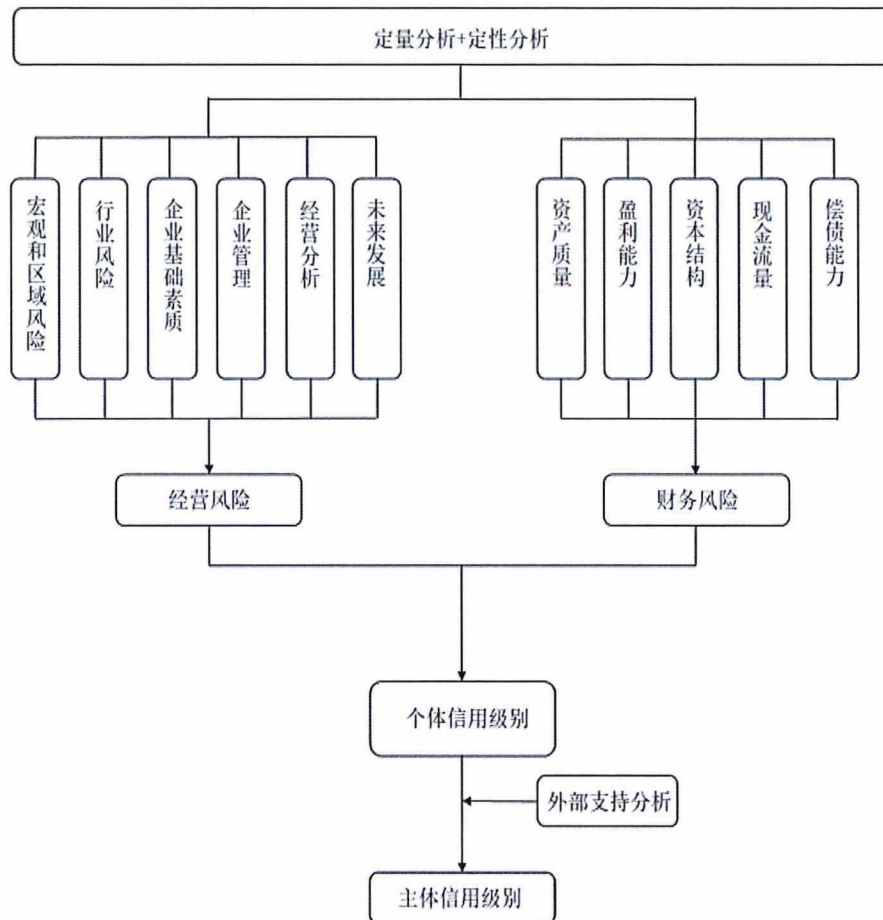 定量分析+定性分析
宏观和区域风险
行业风险
企业基础素质
企业管理
经营分析
未来发展
资产质量
盈利能力
资本结构
现金流量
偿债能力
经营风险
财务风险
个体信用级别
外部支持分析
主体信用级别